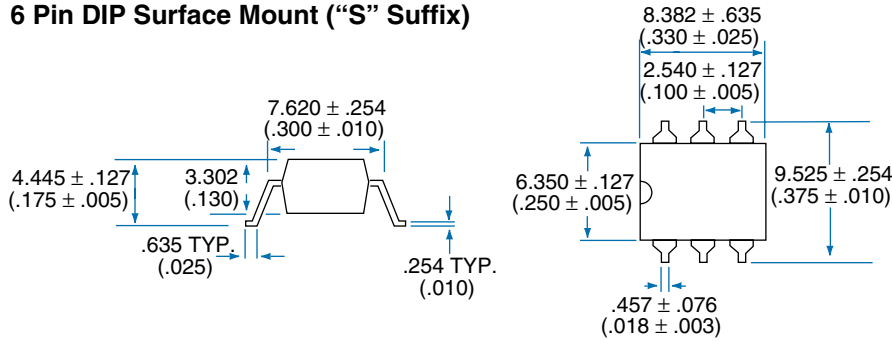 6 Pin DIP Surface Mount (“S” Suffix)
7.620 ± .254
(.300 ± .010)
4.445 ± .127
(.175 ± .005)
3.302
(.130)
.635 TYP.
(.025)
.254 TYP.
(.010)
8.382 ± .635
(.330 ± .025)
2.540 ± .127
(.100 ± .005)
6.350 ± .127
(.250 ± .005)
9.525 ± .254
(.375 ± .010)
.457 ± .076
(.018 ± .003)